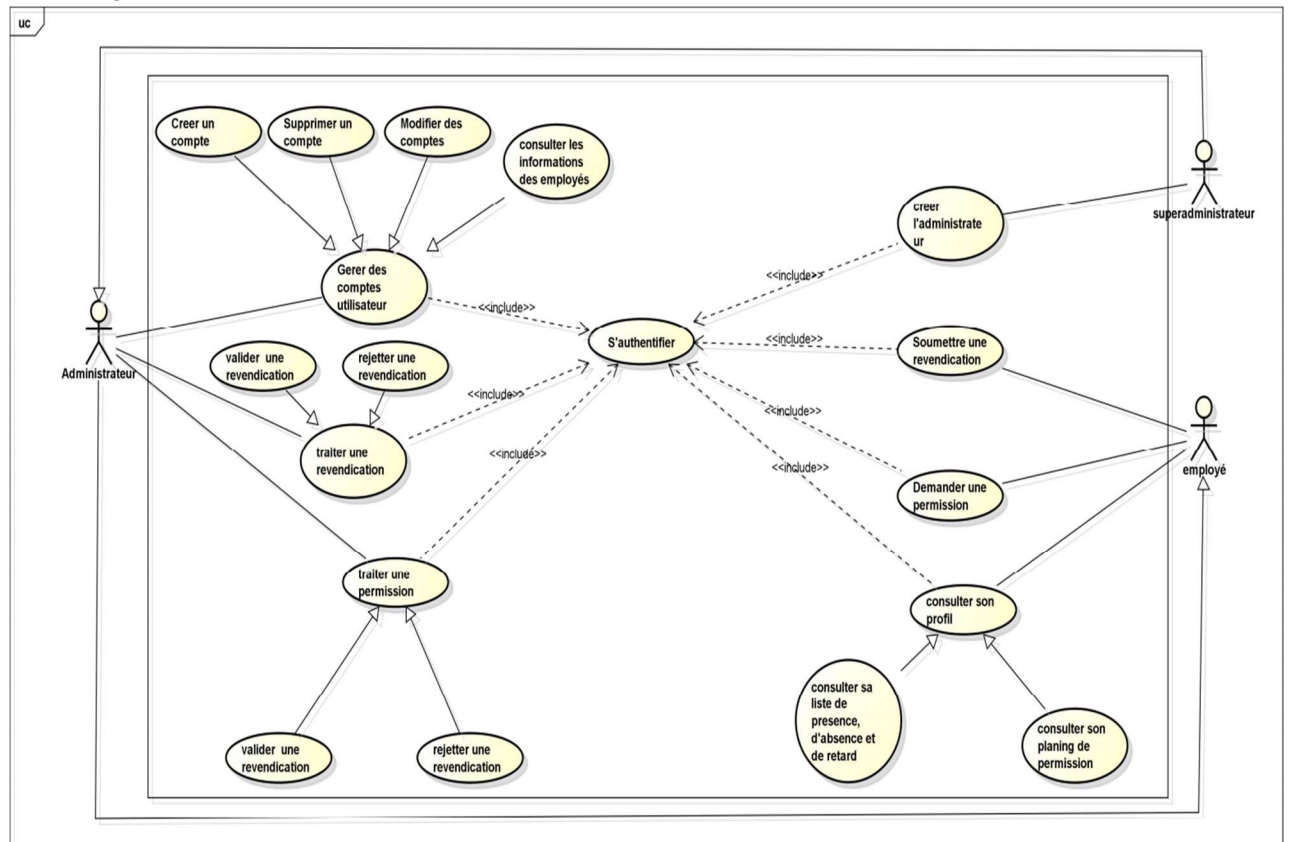 uc
Creer un
compte
Supprimer un
compte
Modifier des
comptes
consulter les
informations
des employés
creer
l'administrate
ur
superadministrateur
Gerer des
comptes
utilisateur
<<include>>
<<include>>
S'authentifier
<<include>>
Soumettre une
revendication
Administrateur
valider une
revendication
rejetter une
revendication
<<include>>
<<include>>
traiter une
revendication
<<include>>
<<include>>
employé
Demander une
permission
traiter une
permission
consulter son
profil
valider une
revendication
rejetter une
revendication
consulter sa
liste de
presence,
d'absence et
de retard
consulter son
planing de
permission